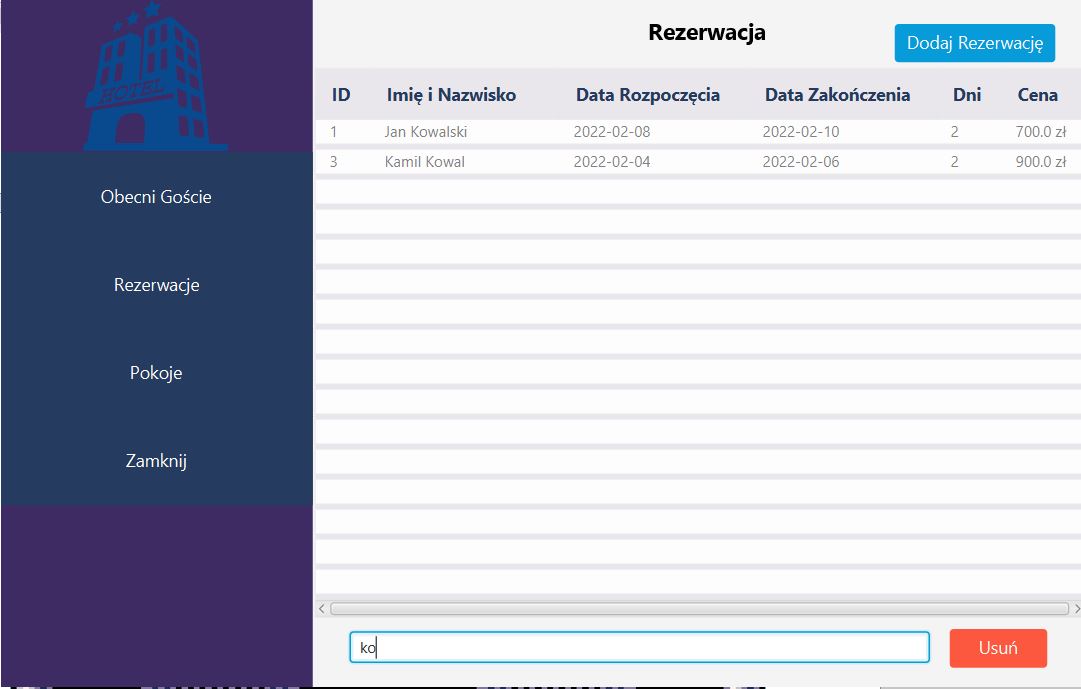 HOTEL
Obecni Goście
Rezerwacje
Pokoje
Zamknij
Rezerwacja
Dodaj Rezerwację
ID Imię i Nazwisko Data Rozpoczęcia Data Zakończenia Dni Cena
1 Jan Kowalski 2022-02-08 2022-02-10 2 700.0 zł
3 Kamil Kowal 2022-02-04 2022-02-06 2 900.0 zł
ko
Usuń